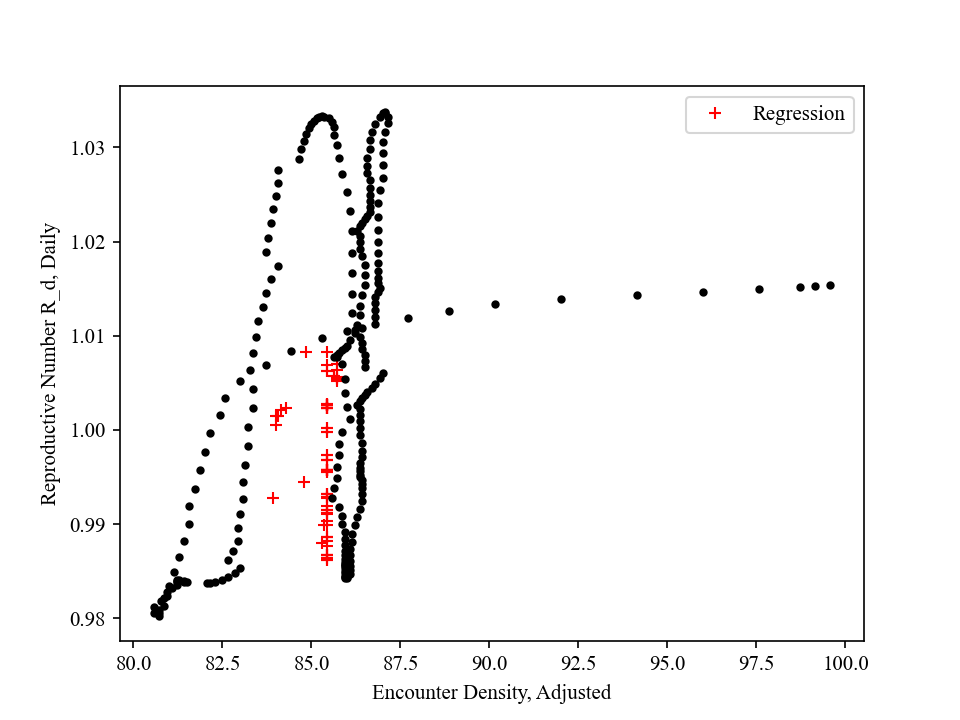 Regression
1.03
1.02
1.01
1.00
0.99
0.98
Reproductive Number R_d, Daily
80.0 82.5 85.0 87.5 90.0 92.5 95.0 97.5 100.0
Encounter Density, Adjusted